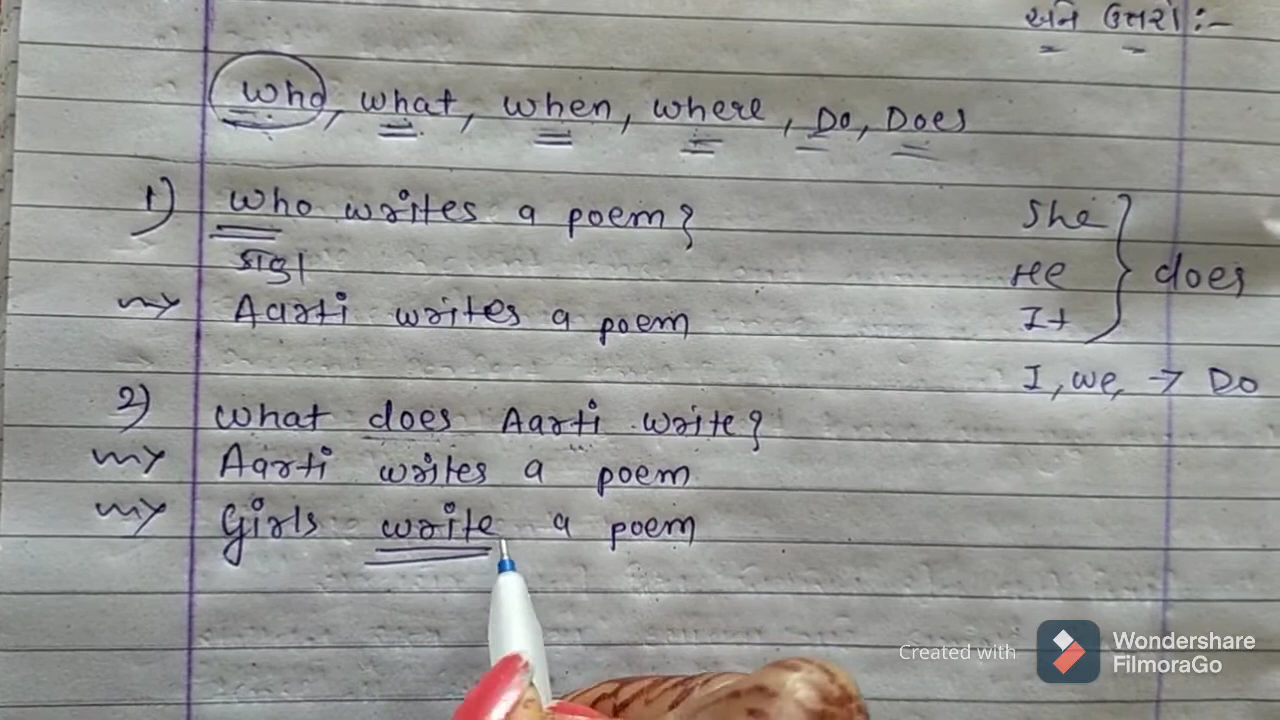 અને ઉત્તરો :-
Who, what, when, where, Do, Does
1) Who writes a poem?
She
He
It
does
Aarti writes a poem
I, we, → Do
2) What does Aarti write?
Aarti writes a poem
Girls write a poem
Created with Wondershare FilmoraGo